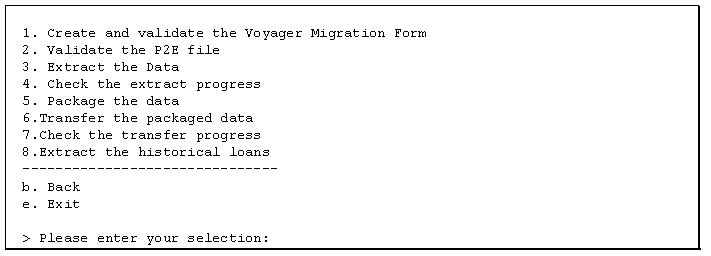 1. Create and validate the Voyager Migration Form
2. Validate the P2E file
3. Extract the Data
4. Check the extract progress
5. Package the data
6.Transfer the packaged data
7.Check the transfer progress
8.Extract the historical loans
-------------------------------
b. Back
e. Exit
> Please enter your selection: